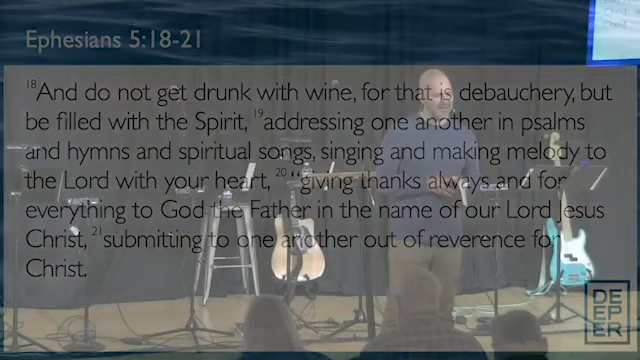 Ephesians 5:18-21
18And do not get drunk with wine, for that is debauchery, but
be filled with the Spirit, 19addressing one another in psalms
and hymns and spiritual songs, singing and making melody to
the Lord with your heart, 20 "giving thanks always and for
everything to God the Father in the name of our Lord Jesus
Christ, 21submitting to one another out of reverence for
Christ.
DE
EP
ER